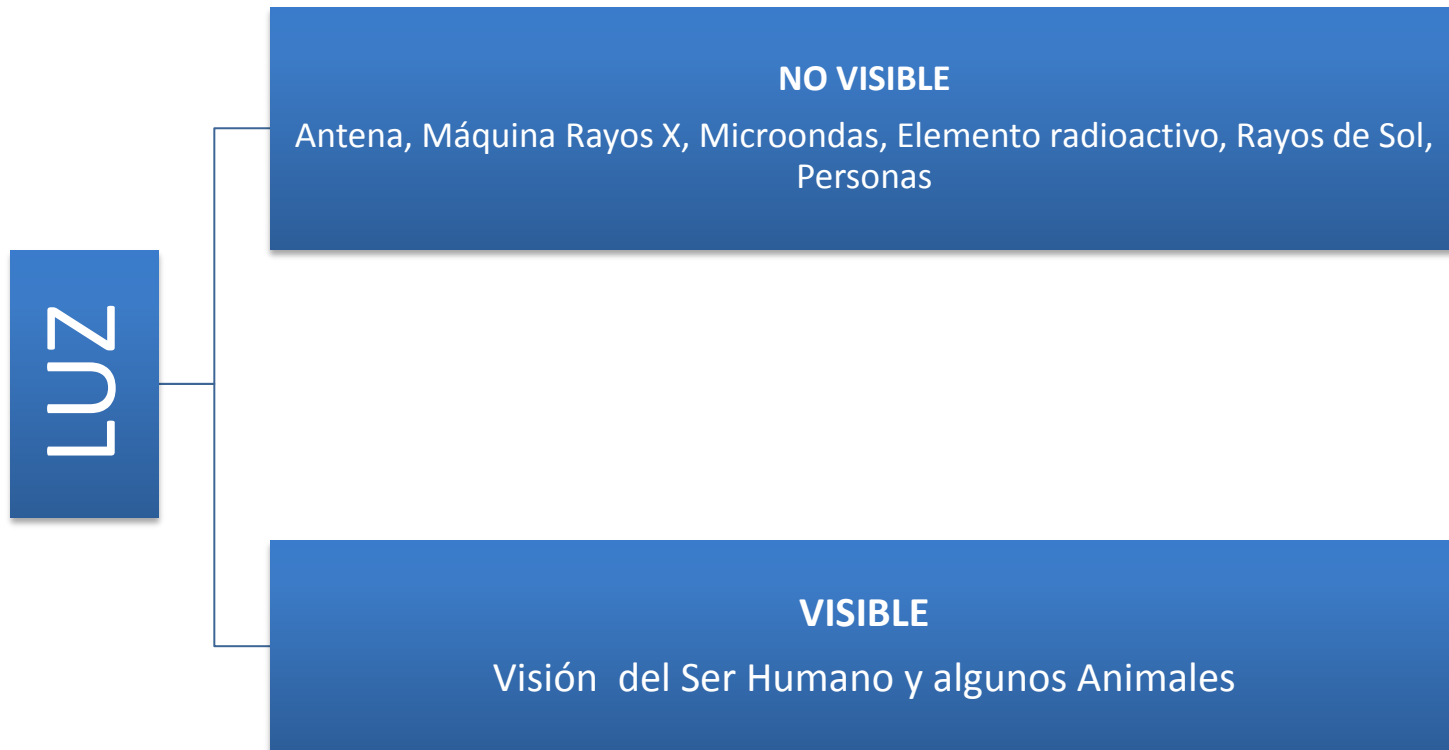 LUZ
NO VISIBLE
Antena, Máquina Rayos X, Microondas, Elemento radioactivo, Rayos de Sol,
Personas
VISIBLE
Visión  del Ser Humano y algunos Animales